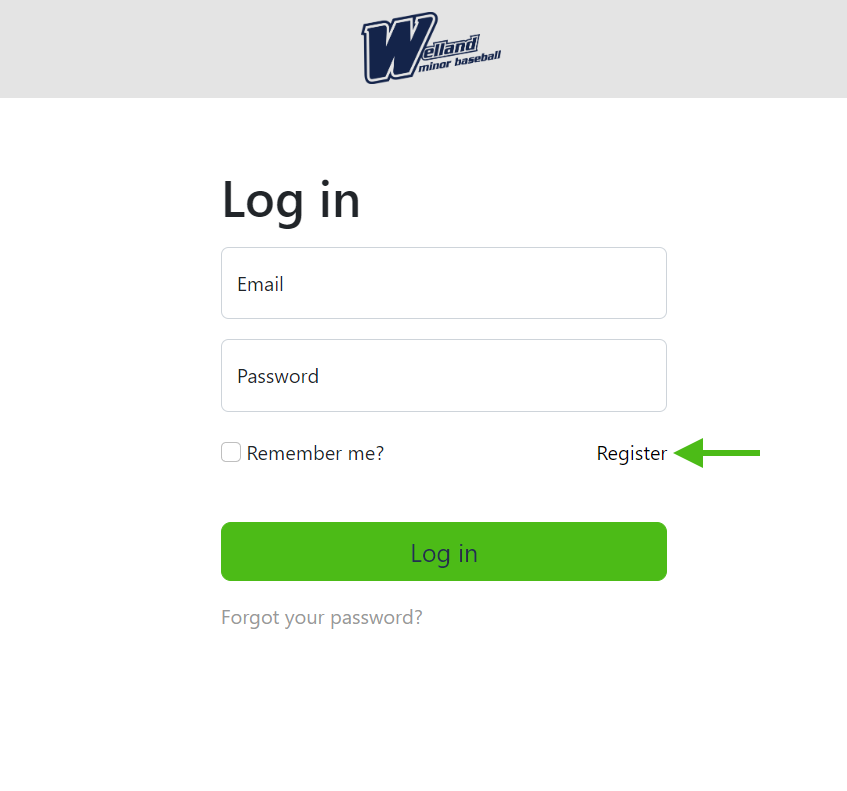 Welland
minor baseball
Log in
Email
Password
Remember me? Register
Log in
Forgot your password?